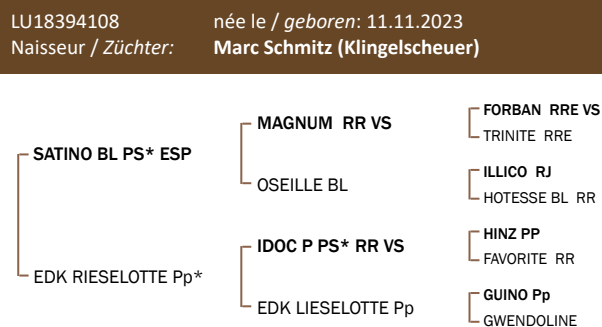 LU18394108 née le / geboren: 11.11.2023
Naisseur / Züchter: Marc Schmitz (Klingelscheuer)
FORBAN RRE VS
MAGNUM RR VS
TRINITE RRE
SATINO BL PS* ESP
ILLICO RJ
OSEILLE BL
HOTESSE BL RR
HINZ PP
IDOC P PS* RR VS
FAVORITE RR
EDK RIESELOTTE Pp*
GUINO Pp
EDK LIESELOTTE Pp
GWENDOLINE